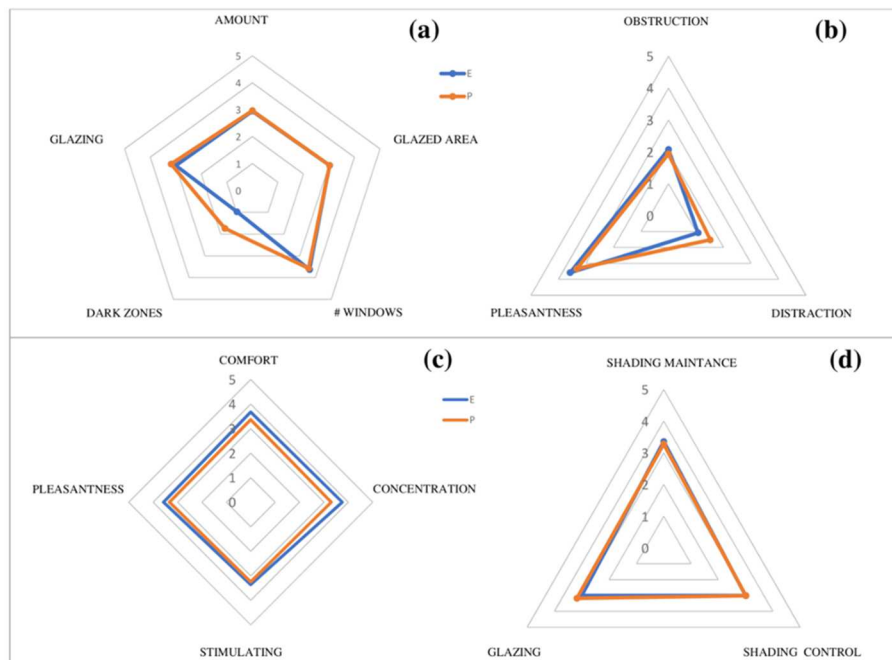 AMOUNT
(a)
5
4
3
2
1
0
GLAZING
GLAZED AREA
DARK ZONES
# WINDOWS
E
P
OBSTRUCTION
(b)
5
4
3
2
1
0
PLEASANTNESS
DISTRACTION
COMFORT
(c)
5
4
3
2
1
0
PLEASANTNESS
CONCENTRATION
STIMULATING
E
P
SHADING MAINTANCE
(d)
5
4
3
2
1
0
GLAZING
SHADING CONTROL